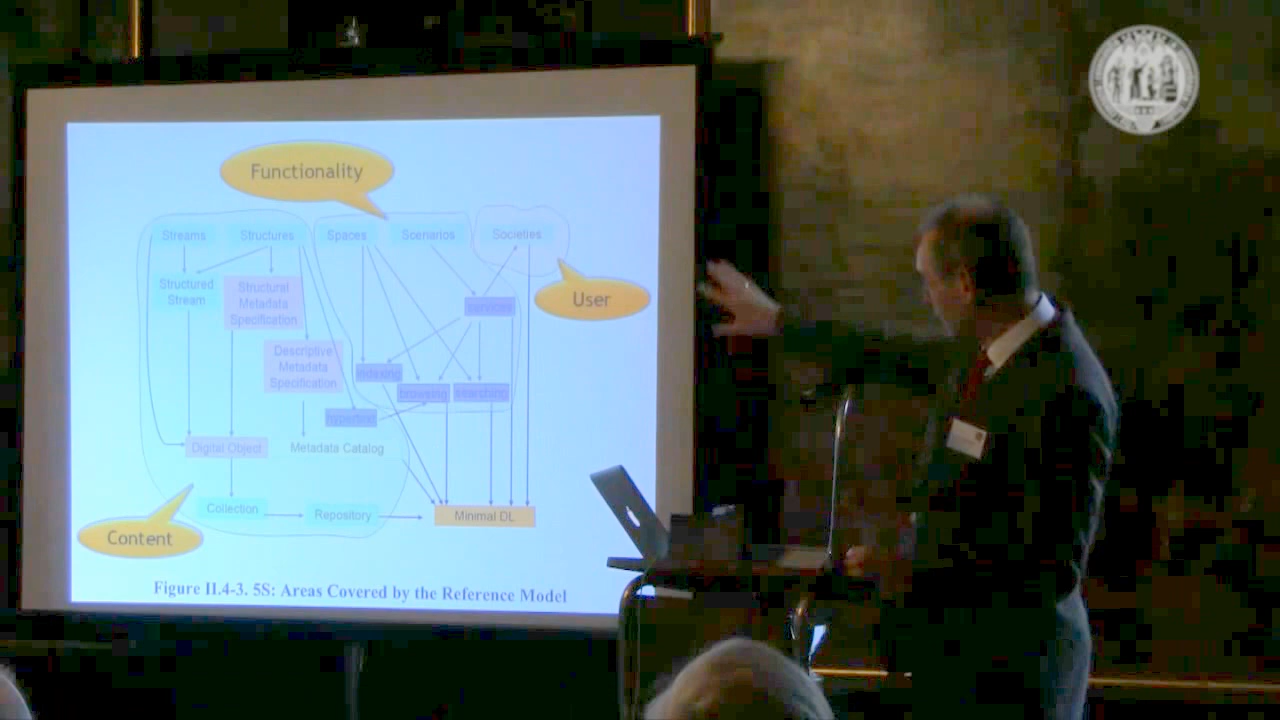 Functionality
Streams
Structures
Spaces
Scenarios
Societies
Structured
Stream
Structural
Metadata
Specification
User
services
Descriptive
Metadata
Specification
indexing
browsing
searching
hypertext
Digital Object
Metadata Catalog
Collection
Repository
Minimal DL
Content
Figure II.4-3. 5S: Areas Covered by the Reference Model